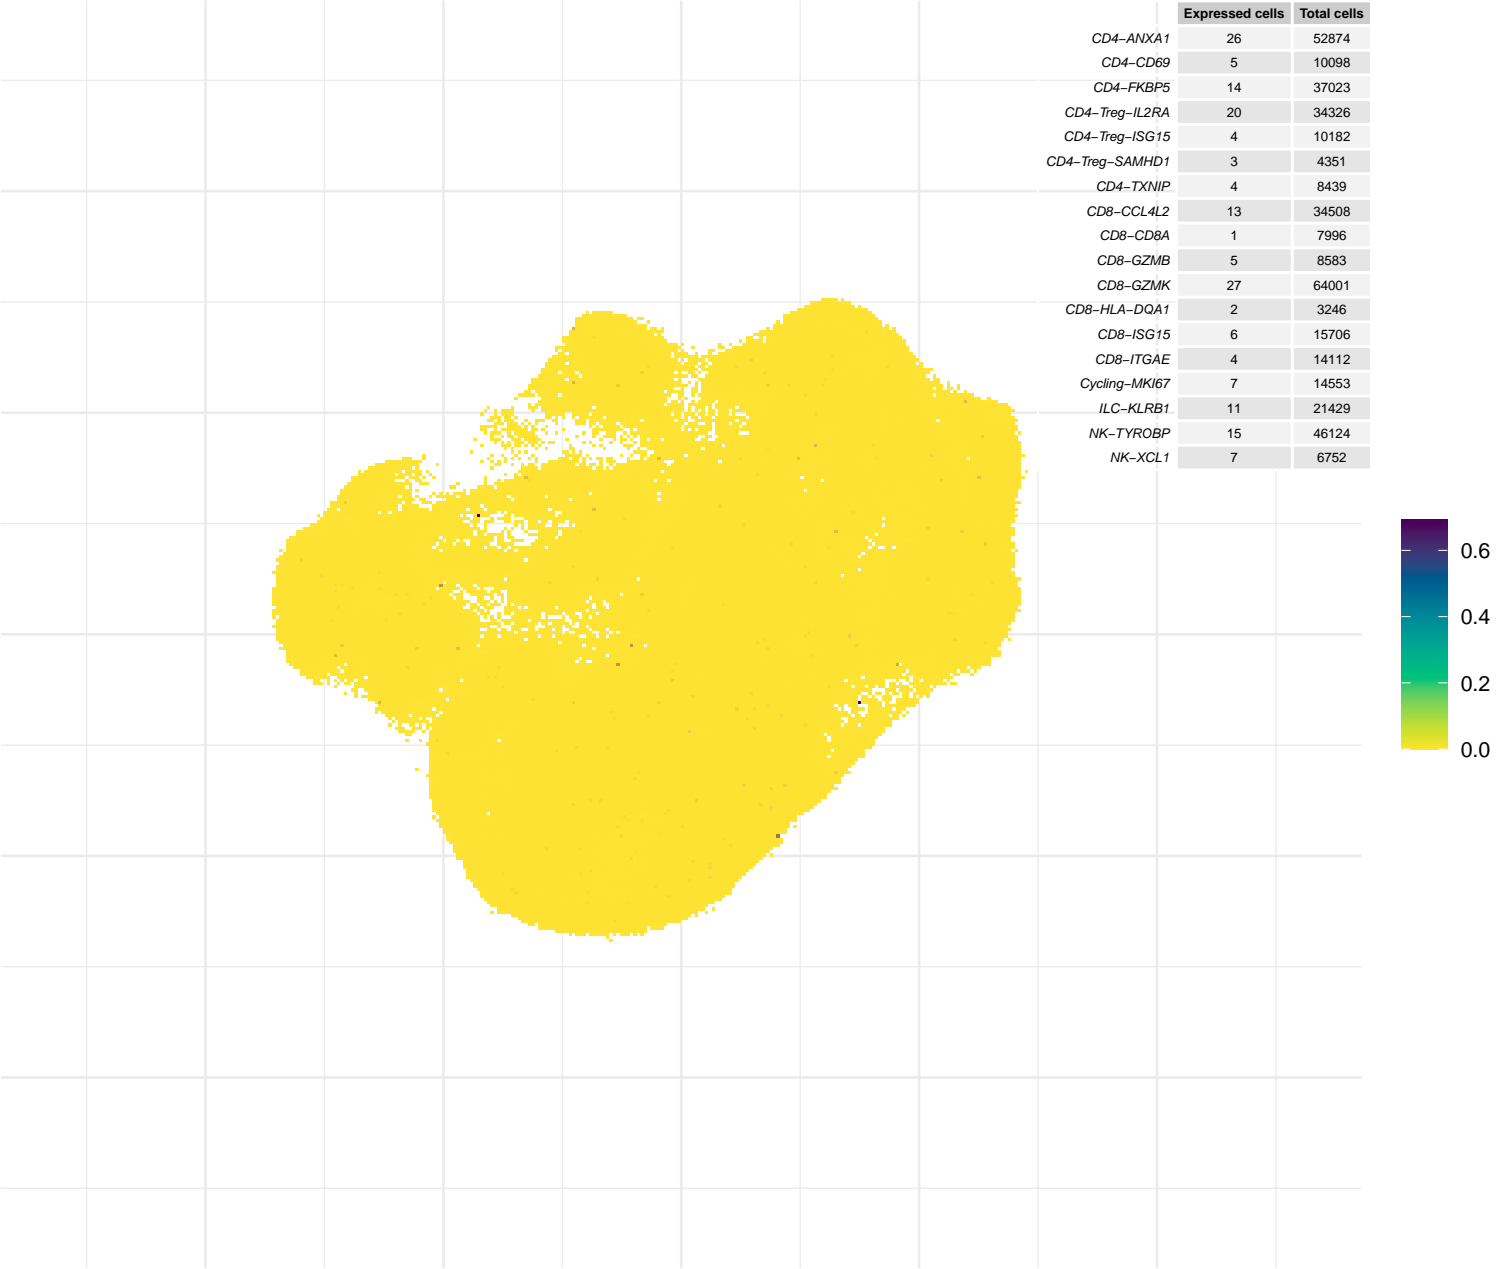 Expressed cells Total cells
CD4−ANXA1 26 52874
CD4−CD69 5 10098
CD4−FKBP5 14 37023
CD4−Treg−IL2RA 20 34326
CD4−Treg−ISG15 4 10182
CD4−Treg−SAMHD1 3 4351
CD4−TXNIP 4 8439
CD8−CCL4L2 13 34508
CD8−CD8A 1 7996
CD8−GZMB 5 8583
CD8−GZMK 27 64001
CD8−HLA−DQA1 2 3246
CD8−ISG15 6 15706
CD8−ITGAE 4 14112
Cycling−MKI67 7 14553
ILC−KLRB1 11 21429
NK−TYROBP 15 46124
NK−XCL1 7 6752
0.6
0.4
0.2
0.0